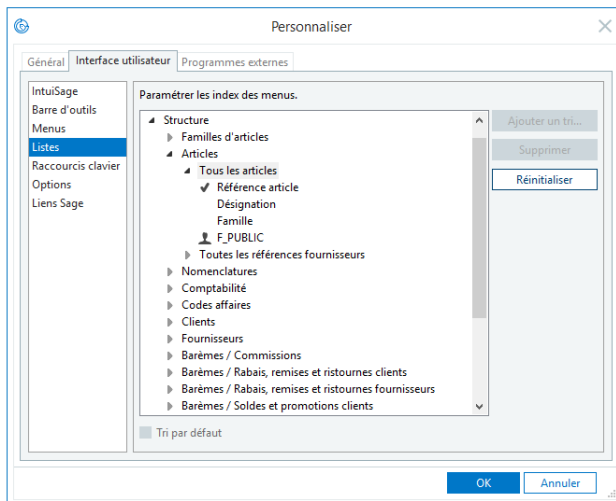 Personnaliser
Général
Interface utilisateur
Programmes externes
IntuiSage
Barre d'outils
Menus
Listes
Raccourcis clavier
Options
Liens Sage
Paramétrer les index des menus.
Structure
Familles d'articles
Articles
Tous les articles
Référence article
Désignation
Famille
F_PUBLIC
Toutes les références fournisseurs
Nomenclatures
Comptabilité
Codes affaires
Clients
Fournisseurs
Barèmes / Commissions
Barèmes / Rabais, remises et ristournes clients
Barèmes / Rabais, remises et ristournes fournisseurs
Barèmes / Soldes et promotions clients
Tri par défaut
Ajouter un tri...
Supprimer
Réinitialiser
OK
Annuler